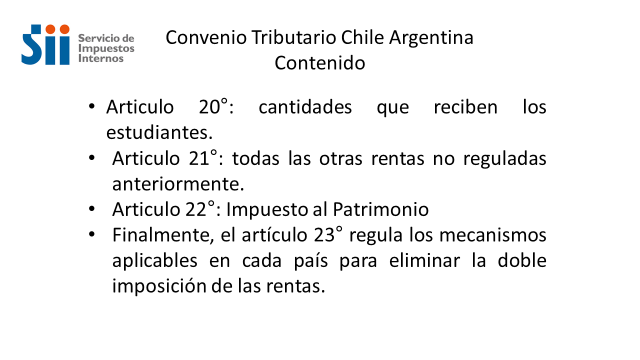 sii Servicio de
Impuestos
Internos
Convenio Tributario Chile Argentina
Contenido
• Articulo 20°: cantidades que reciben los
estudiantes.
• Articulo 21°: todas las otras rentas no reguladas
anteriormente.
• Articulo 22°: Impuesto al Patrimonio
• Finalmente, el artículo 23° regula los mecanismos
aplicables en cada país para eliminar la doble
imposición de las rentas.